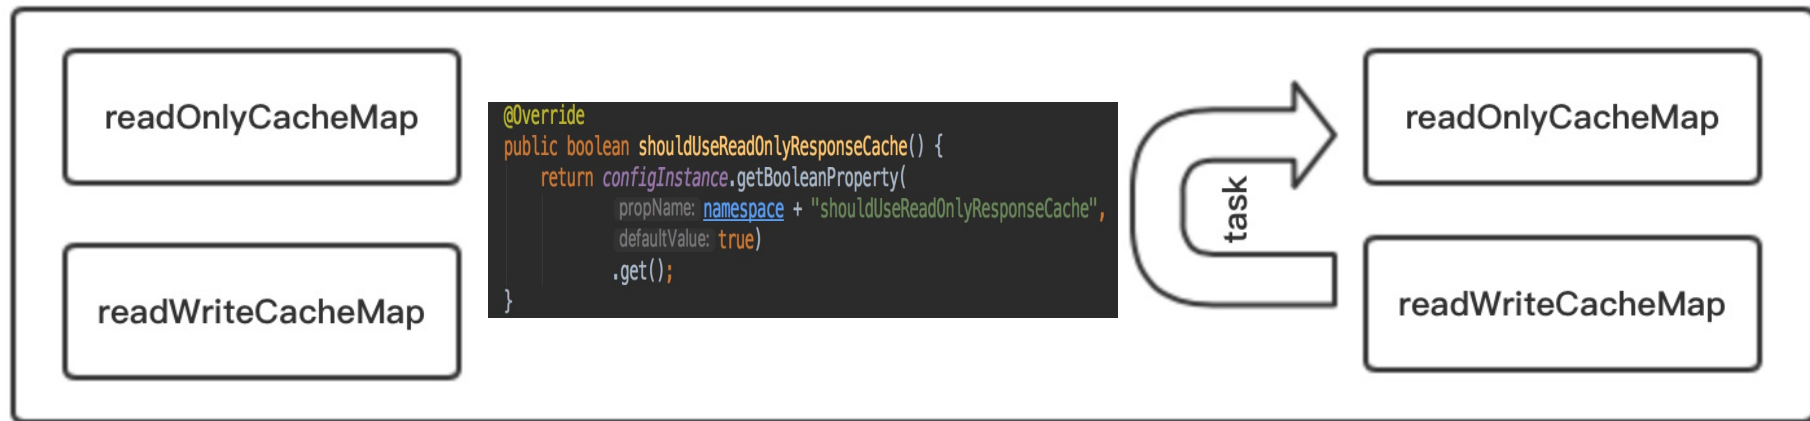 readOnlyCacheMap
readWriteCacheMap
@Override
public boolean shouldUseReadOnlyResponseCache() {
return configInstance.getBooleanProperty(
propName: namespace + "shouldUseReadOnlyResponseCache",
defaultValue: true)
.get();
}
task
readOnlyCacheMap
readWriteCacheMap